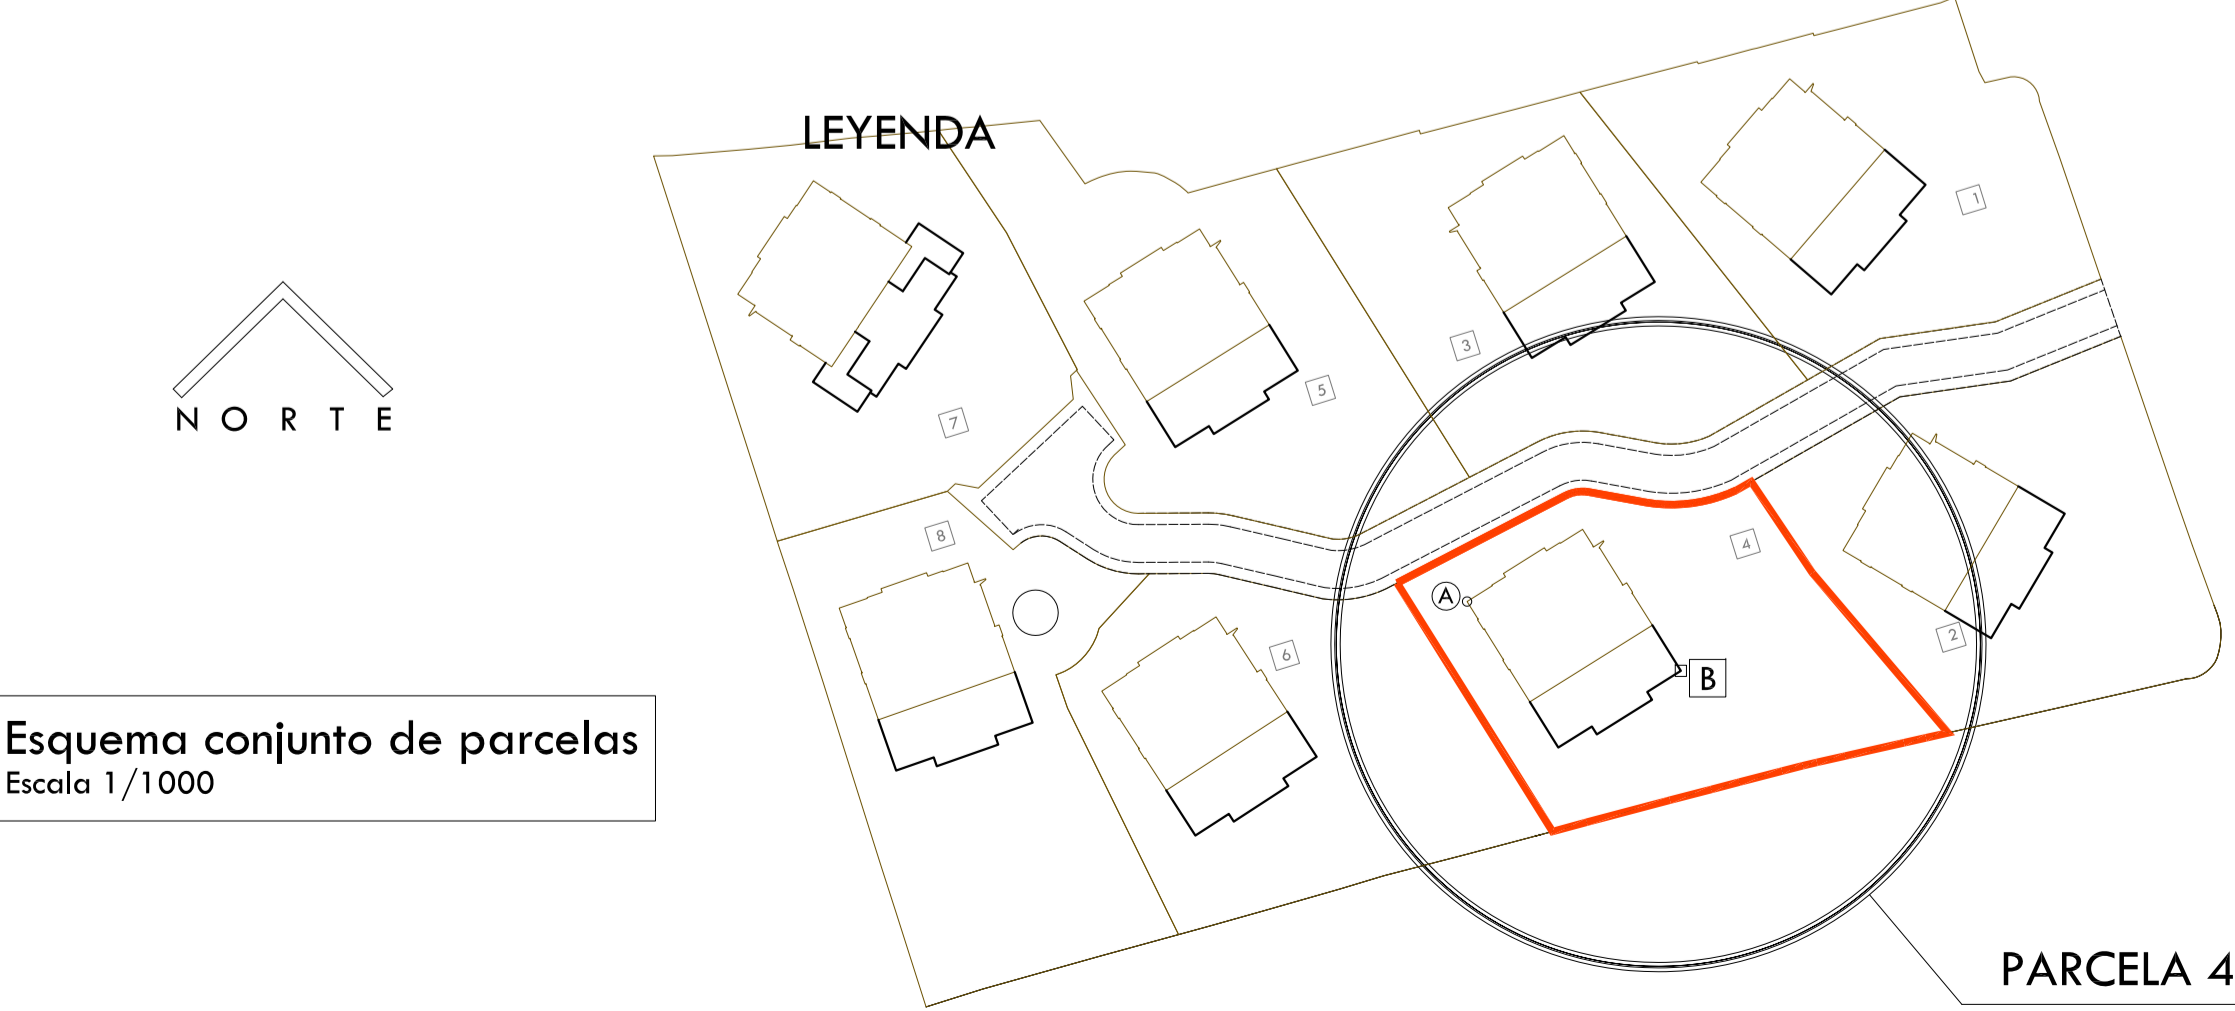 LEYENDA
1
3
5
N O R T E
7
8
4
A
2
6
B
Esquema conjunto de parcelas
Escala 1/1000
PARCELA 4